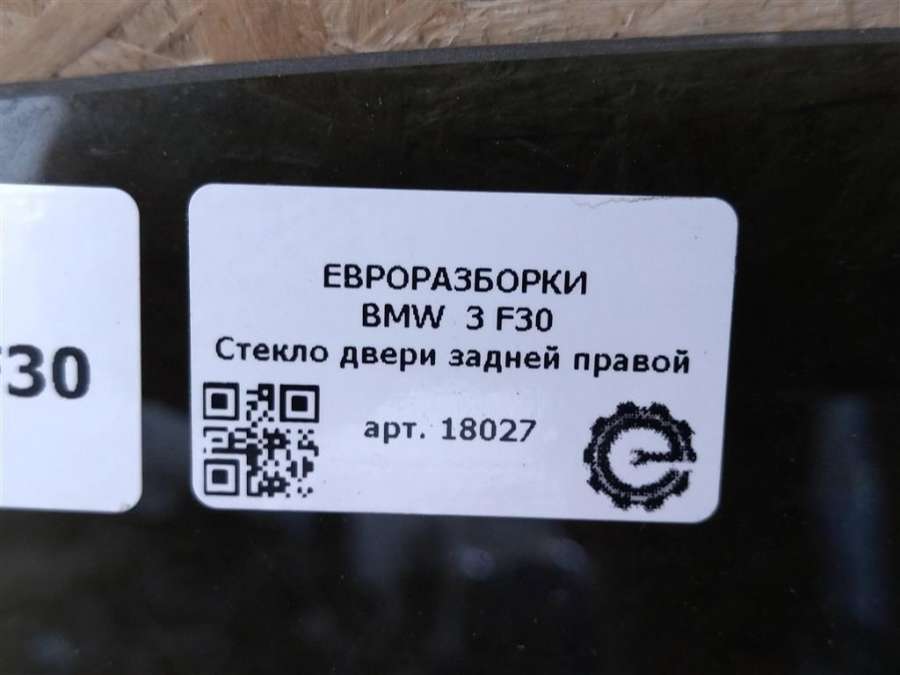 ЕВРОРАЗБОРКИ
BMW 3 F30
Стекло двери задней правой
арт. 18027
F30